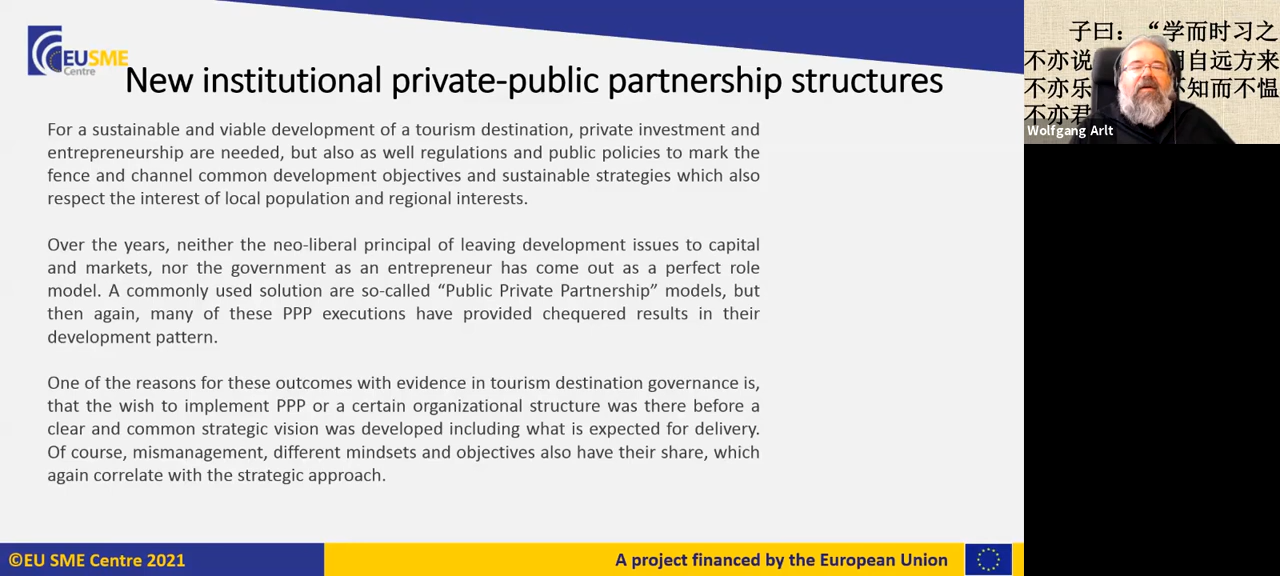 EUSME
Centre
New institutional private-public partnership structures
For a sustainable and viable development of a tourism destination, private investment and
entrepreneurship are needed, but also as well regulations and public policies to mark the
fence and channel common development objectives and sustainable strategies which also
respect the interest of local population and regional interests.
Over the years, neither the neo-liberal principal of leaving development issues to capital
and markets, nor the government as an entrepreneur has come out as a perfect role
model. A commonly used solution are so-called “Public Private Partnership” models, but
then again, many of these PPP executions have provided chequered results in their
development pattern.
One of the reasons for these outcomes with evidence in tourism destination governance is,
that the wish to implement PPP or a certain organizational structure was there before a
clear and common strategic vision was developed including what is expected for delivery.
Of course, mismanagement, different mindsets and objectives also have their share, which
again correlate with the strategic approach.
©EU SME Centre 2021
A project financed by the European Union
子曰：“学而时习之
不亦说 自远方来
不亦乐 知而不愠
不亦君
Wolfgang Arlt